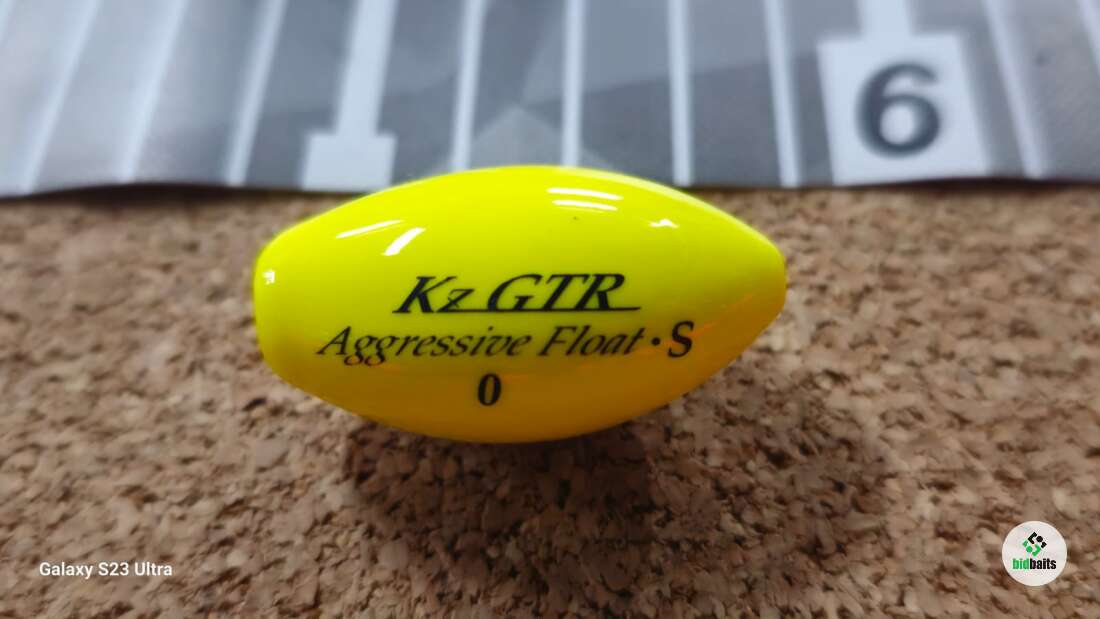 6
Kz GTR
Aggressive Float・S
0
Galaxy S23 Ultra
bidbaits